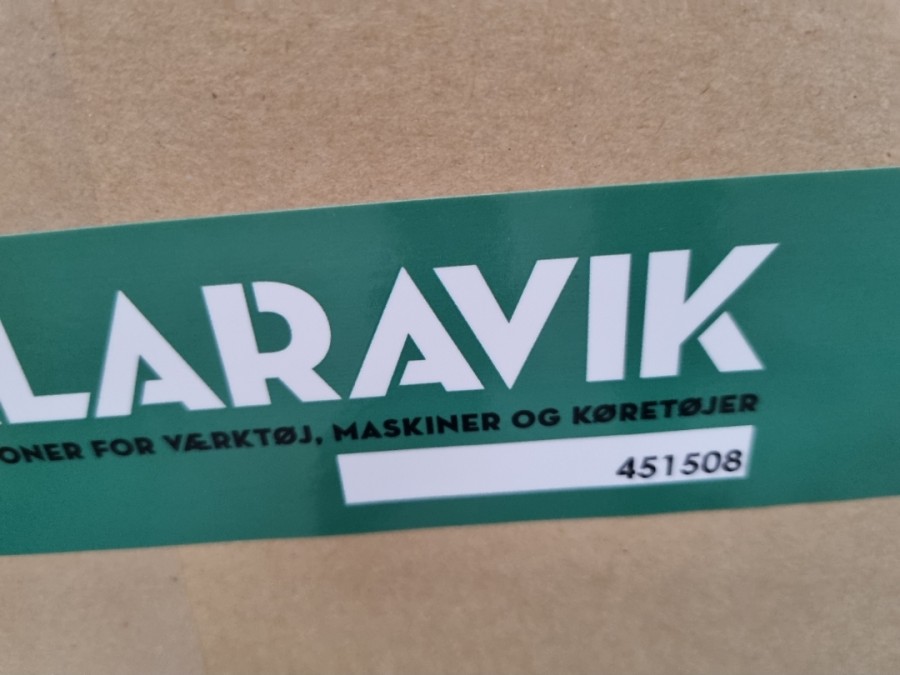 LARAVIK
ONER FOR VÆRKTØJ, MASKINER OG KØRETØJER
451508